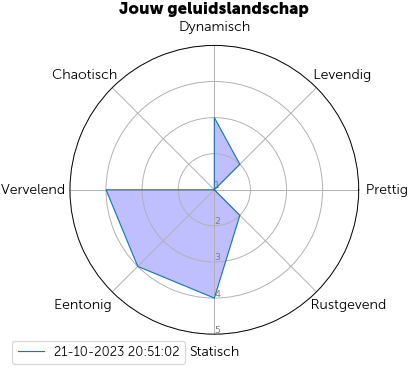 Jouw geluidslandschap
Dynamisch
Chaotisch
Levendig
Vervelend
1
Prettig
2
3
4
Eentonig
Rustgevend
5
21-10-2023 20:51:02
Statisch